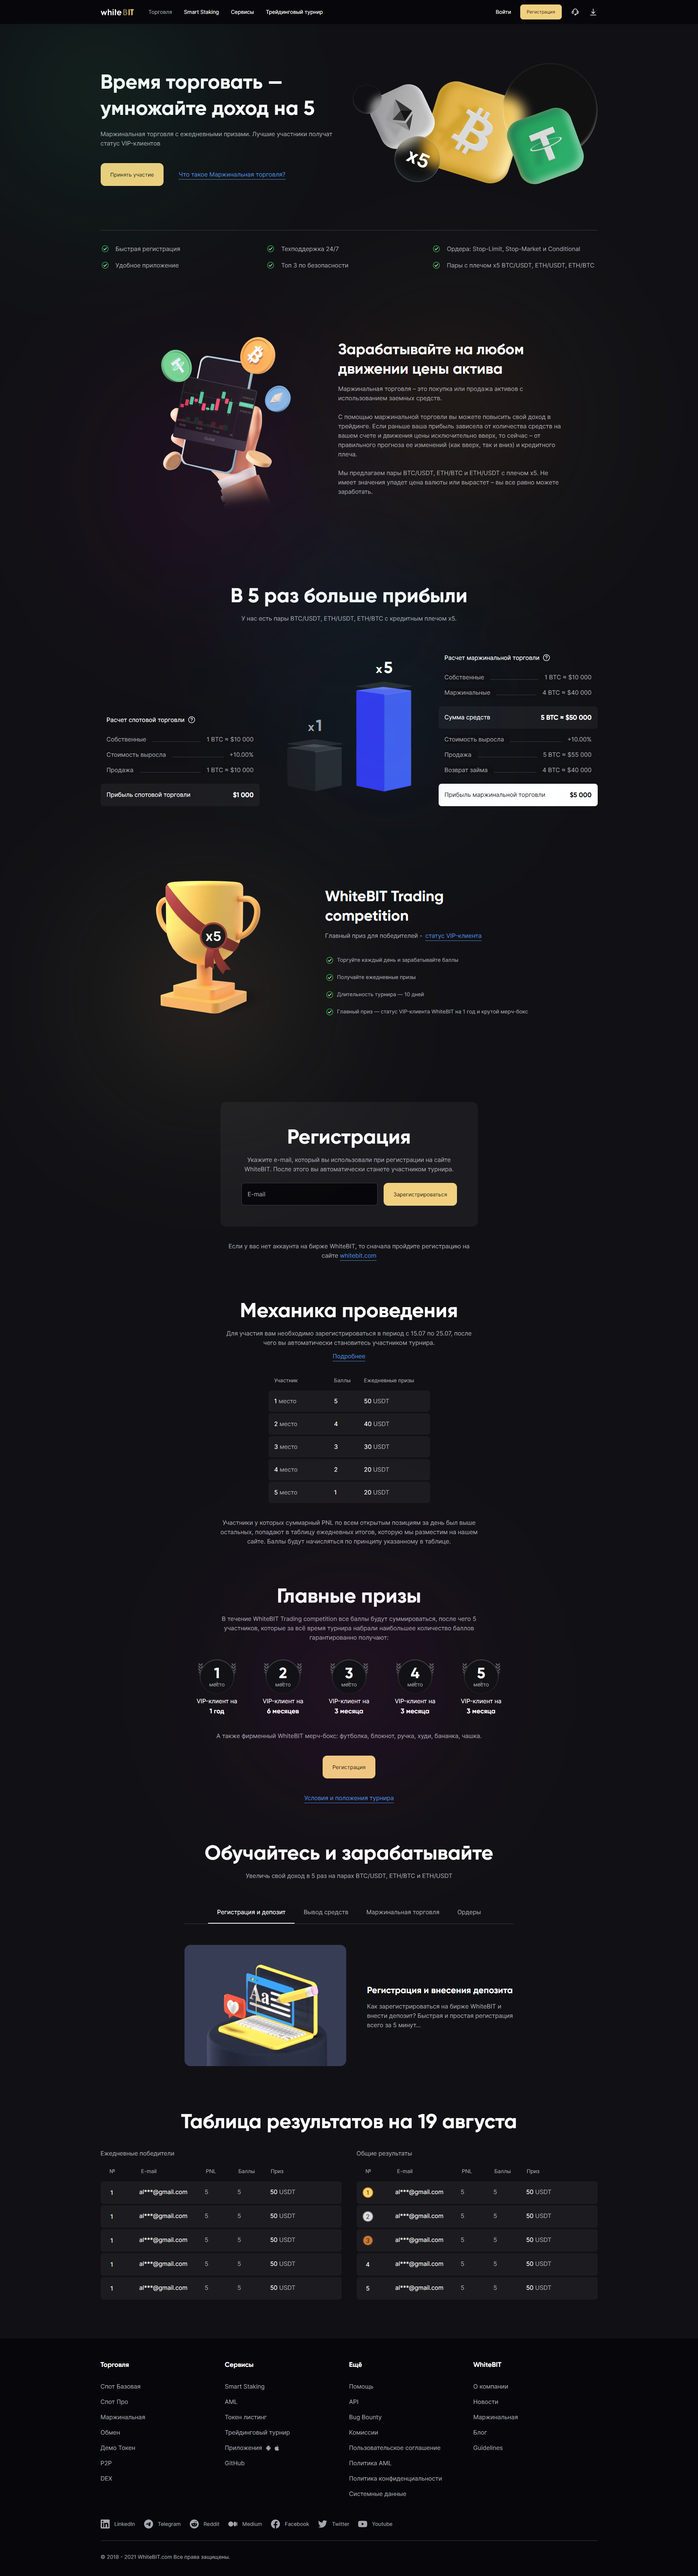 whiteBIT Торговля Smart Staking Сервисы Трейдинговый турнир Войти Регистрация
Время торговать —
умножайте доход на 5
Маржинальная торговля с ежедневными призами. Лучшие участники получат
статус VIP-клиентов
Принять участие Что такое Маржинальная торговля?
x5
Быстрая регистрация Техподдержка 24/7 Ордера: Stop-Limit, Stop-Market и Conditional
Удобное приложение Топ 3 по безопасности Пары с плечом x5 BTC/USDT, ETH/USDT, ETH/BTC
Зарабатывайте на любом
движении цены актива
Маржинальная торговля – это покупка или продажа активов с
использованием заемных средств.
С помощью маржинальной торговли вы можете повысить свой доход в
трейдинге. Если раньше ваша прибыль зависела от количества средств на
вашем счете и движения цены исключительно вверх, то сейчас – от
правильного прогноза ее изменений (как вверх, так и вниз) и кредитного
плеча.
Мы предлагаем пары BTC/USDT, ETH/BTC и ETH/USDT с плечом x5. Не
имеет значения упадет цена валюты или вырастет – вы все равно можете
заработать.
В 5 раз больше прибыли
У нас есть пары BTC/USDT, ETH/USDT, ETH/BTC с кредитным плечом x5.
x1
x5
Расчет спотовой торговли
Собственные 1 BTC ≈ $10 000
Стоимость выросла +10.00%
Продажа 1 BTC ≈ $10 000
Прибыль спотовой торговли $1 000
Расчет маржинальной торговли
Собственные 1 BTC ≈ $10 000
Маржинальные 4 BTC ≈ $40 000
Сумма средств 5 BTC ≈ $50 000
Стоимость выросла +10.00%
Продажа 5 BTC ≈ $55 000
Возврат займа 4 BTC ≈ $40 000
Прибыль маржинальной торговли $5 000
x5
WhiteBIT Trading
competition
Главный приз для победителей - статус VIP-клиента
Торгуйте каждый день и зарабатывайте баллы
Получайте ежедневные призы
Длительность турнира — 10 дней
Главный приз — статус VIP-клиента WhiteBIT на 1 год и крутой мерч-бокс
Регистрация
Укажите e-mail, который вы использовали при регистрации на сайте
WhiteBIT. После этого вы автоматически станете участником турнира.
E-mail Зарегистрироваться
Если у вас нет аккаунта на бирже WhiteBIT, то сначала пройдите регистрацию на
сайте whitebit.com
Механика проведения
Для участия вам необходимо зарегистрироваться в период с 15.07 по 25.07, после
чего вы автоматически становитесь участником турнира.
Подробнее
Участник Баллы Ежедневные призы
1 место 5 50 USDT
2 место 4 40 USDT
3 место 3 30 USDT
4 место 2 20 USDT
5 место 1 20 USDT
Участники у которых суммарный PNL по всем открытым позициям за день был выше
остальных, попадают в таблицу ежедневных итогов, которую мы разместим на нашем
сайте. Баллы будут начисляться по принципу указанному в таблице.
Главные призы
В течение WhiteBIT Trading competition все баллы будут суммироваться, после чего 5
участников, которые за всё время турнира набрали наибольшее количество баллов
гарантированно получают:
1 2 3 4 5
место место место место место
VIP-клиент на VIP-клиент на VIP-клиент на VIP-клиент на VIP-клиент на
1 год 6 месяцев 3 месяца 3 месяца 3 месяца
А также фирменный WhiteBIT мерч-бокс: футболка, блокнот, ручка, худи, бананка, чашка.
Регистрация
Условия и положения турнира
Обучайтесь и зарабатывайте
Увеличь свой доход в 5 раз на парах BTC/USDT, ETH/BTC и ETH/USDT
Регистрация и депозит Вывод средств Маржинальная торговля Ордеры
Aa
Регистрация и внесения депозита
Как зарегистрироваться на бирже WhiteBIT и
внести депозит? Быстрая и простая регистрация
всего за 5 минут...
Таблица результатов на 19 августа
Ежедневные победители
№ E-mail PNL Баллы Приз
1 al***@gmail.com 5 5 50 USDT
1 al***@gmail.com 5 5 50 USDT
1 al***@gmail.com 5 5 50 USDT
1 al***@gmail.com 5 5 50 USDT
1 al***@gmail.com 5 5 50 USDT
Общие результаты
№ E-mail PNL Баллы Приз
1 al***@gmail.com 5 5 50 USDT
2 al***@gmail.com 5 5 50 USDT
3 al***@gmail.com 5 5 50 USDT
4 al***@gmail.com 5 5 50 USDT
5 al***@gmail.com 5 5 50 USDT
Торговля
Спот Базовая
Спот Про
Маржинальная
Обмен
Демо Токен
P2P
DEX
Сервисы
Smart Staking
AML
Токен листинг
Трейдинговый турнир
Приложения
GitHub
Ещё
Помощь
API
Bug Bounty
Комиссии
Пользовательское соглашение
Политика AML
Политика конфиденциальности
Системные данные
WhiteBIT
О компании
Новости
Маржинальная
Блог
Guidelines
LinkedIn Telegram Reddit Medium Facebook Twitter Youtube
© 2018 - 2021 WhiteBIT.com Все права защищены.